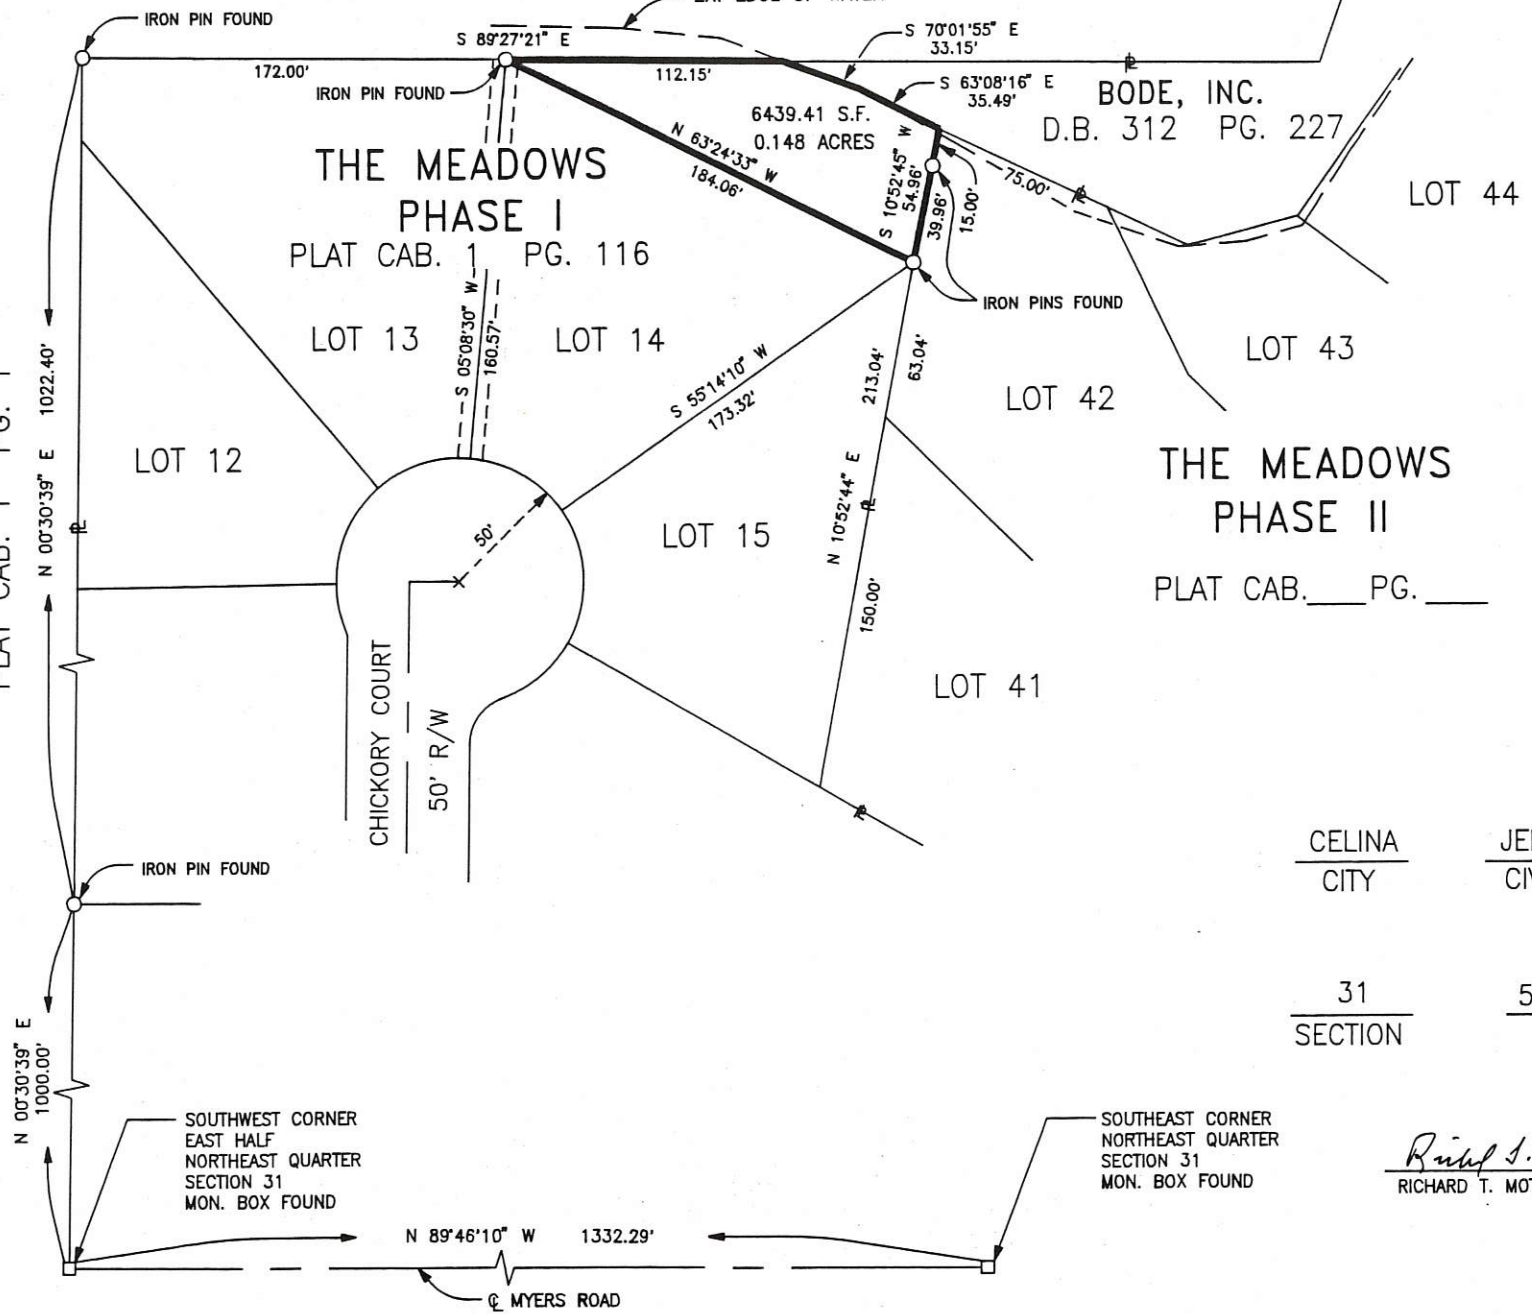 IRON PIN FOUND
S 89°27'21" E
172.00'
112.15'
IRON PIN FOUND
S 70°01'55" E
33.15'
S 63°08'16" E
35.49'
BODE, INC.
D.B. 312 PG. 227
6439.41 S.F.
0.148 ACRES
N 63°24'33" W
184.06'
S 10°52'45" W
54.96'
39.96'
15.00'
75.00'
LOT 44
THE MEADOWS
PHASE I
PLAT CAB. 1 PG. 116
IRON PINS FOUND
LOT 13
S 05°08'30" W
160.57'
LOT 14
S 55°14'10" W
173.32'
213.04'
63.04'
LOT 43
LOT 42
N 00°30'39" E 1022.40'
LOT 12
THE MEADOWS
PHASE II
PLAT CAB.____ PG. ____
50'
LOT 15
N 10°52'44" E
150.00'
LOT 41
CHICKORY COURT
50' R/W
IRON PIN FOUND
CELINA
CITY
31
SECTION
N 00°30'39" E
1000.00'
SOUTHWEST CORNER
EAST HALF
NORTHEAST QUARTER
SECTION 31
MON. BOX FOUND
SOUTHEAST CORNER
NORTHEAST QUARTER
SECTION 31
MON. BOX FOUND
RICHARD T. MOT
N 89°46'10" W 1332.29'
℄ MYERS ROAD